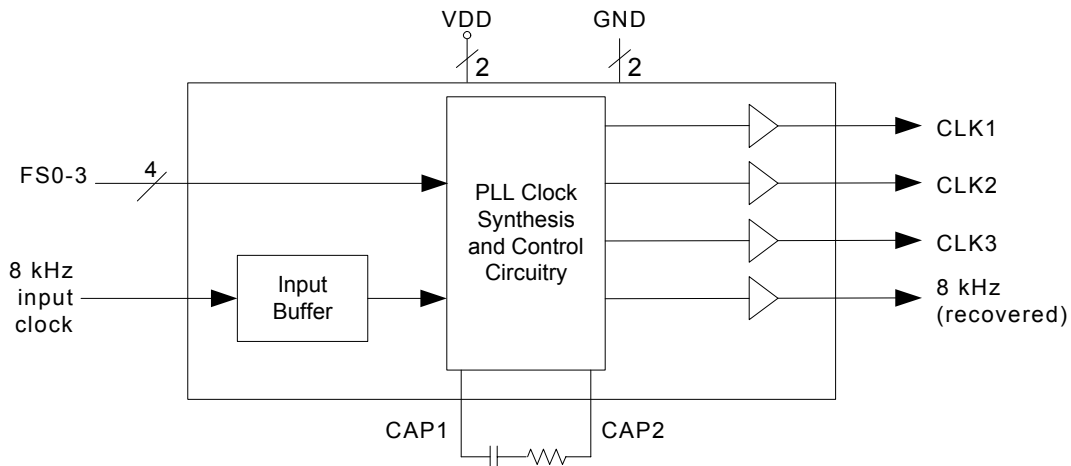 VDD
GND
2
2
FS0-3
4
PLL Clock
Synthesis
and Control
Circuitry
8 kHz
input
clock
Input
Buffer
CLK1
CLK2
CLK3
8 kHz
(recovered)
CAP1
CAP2